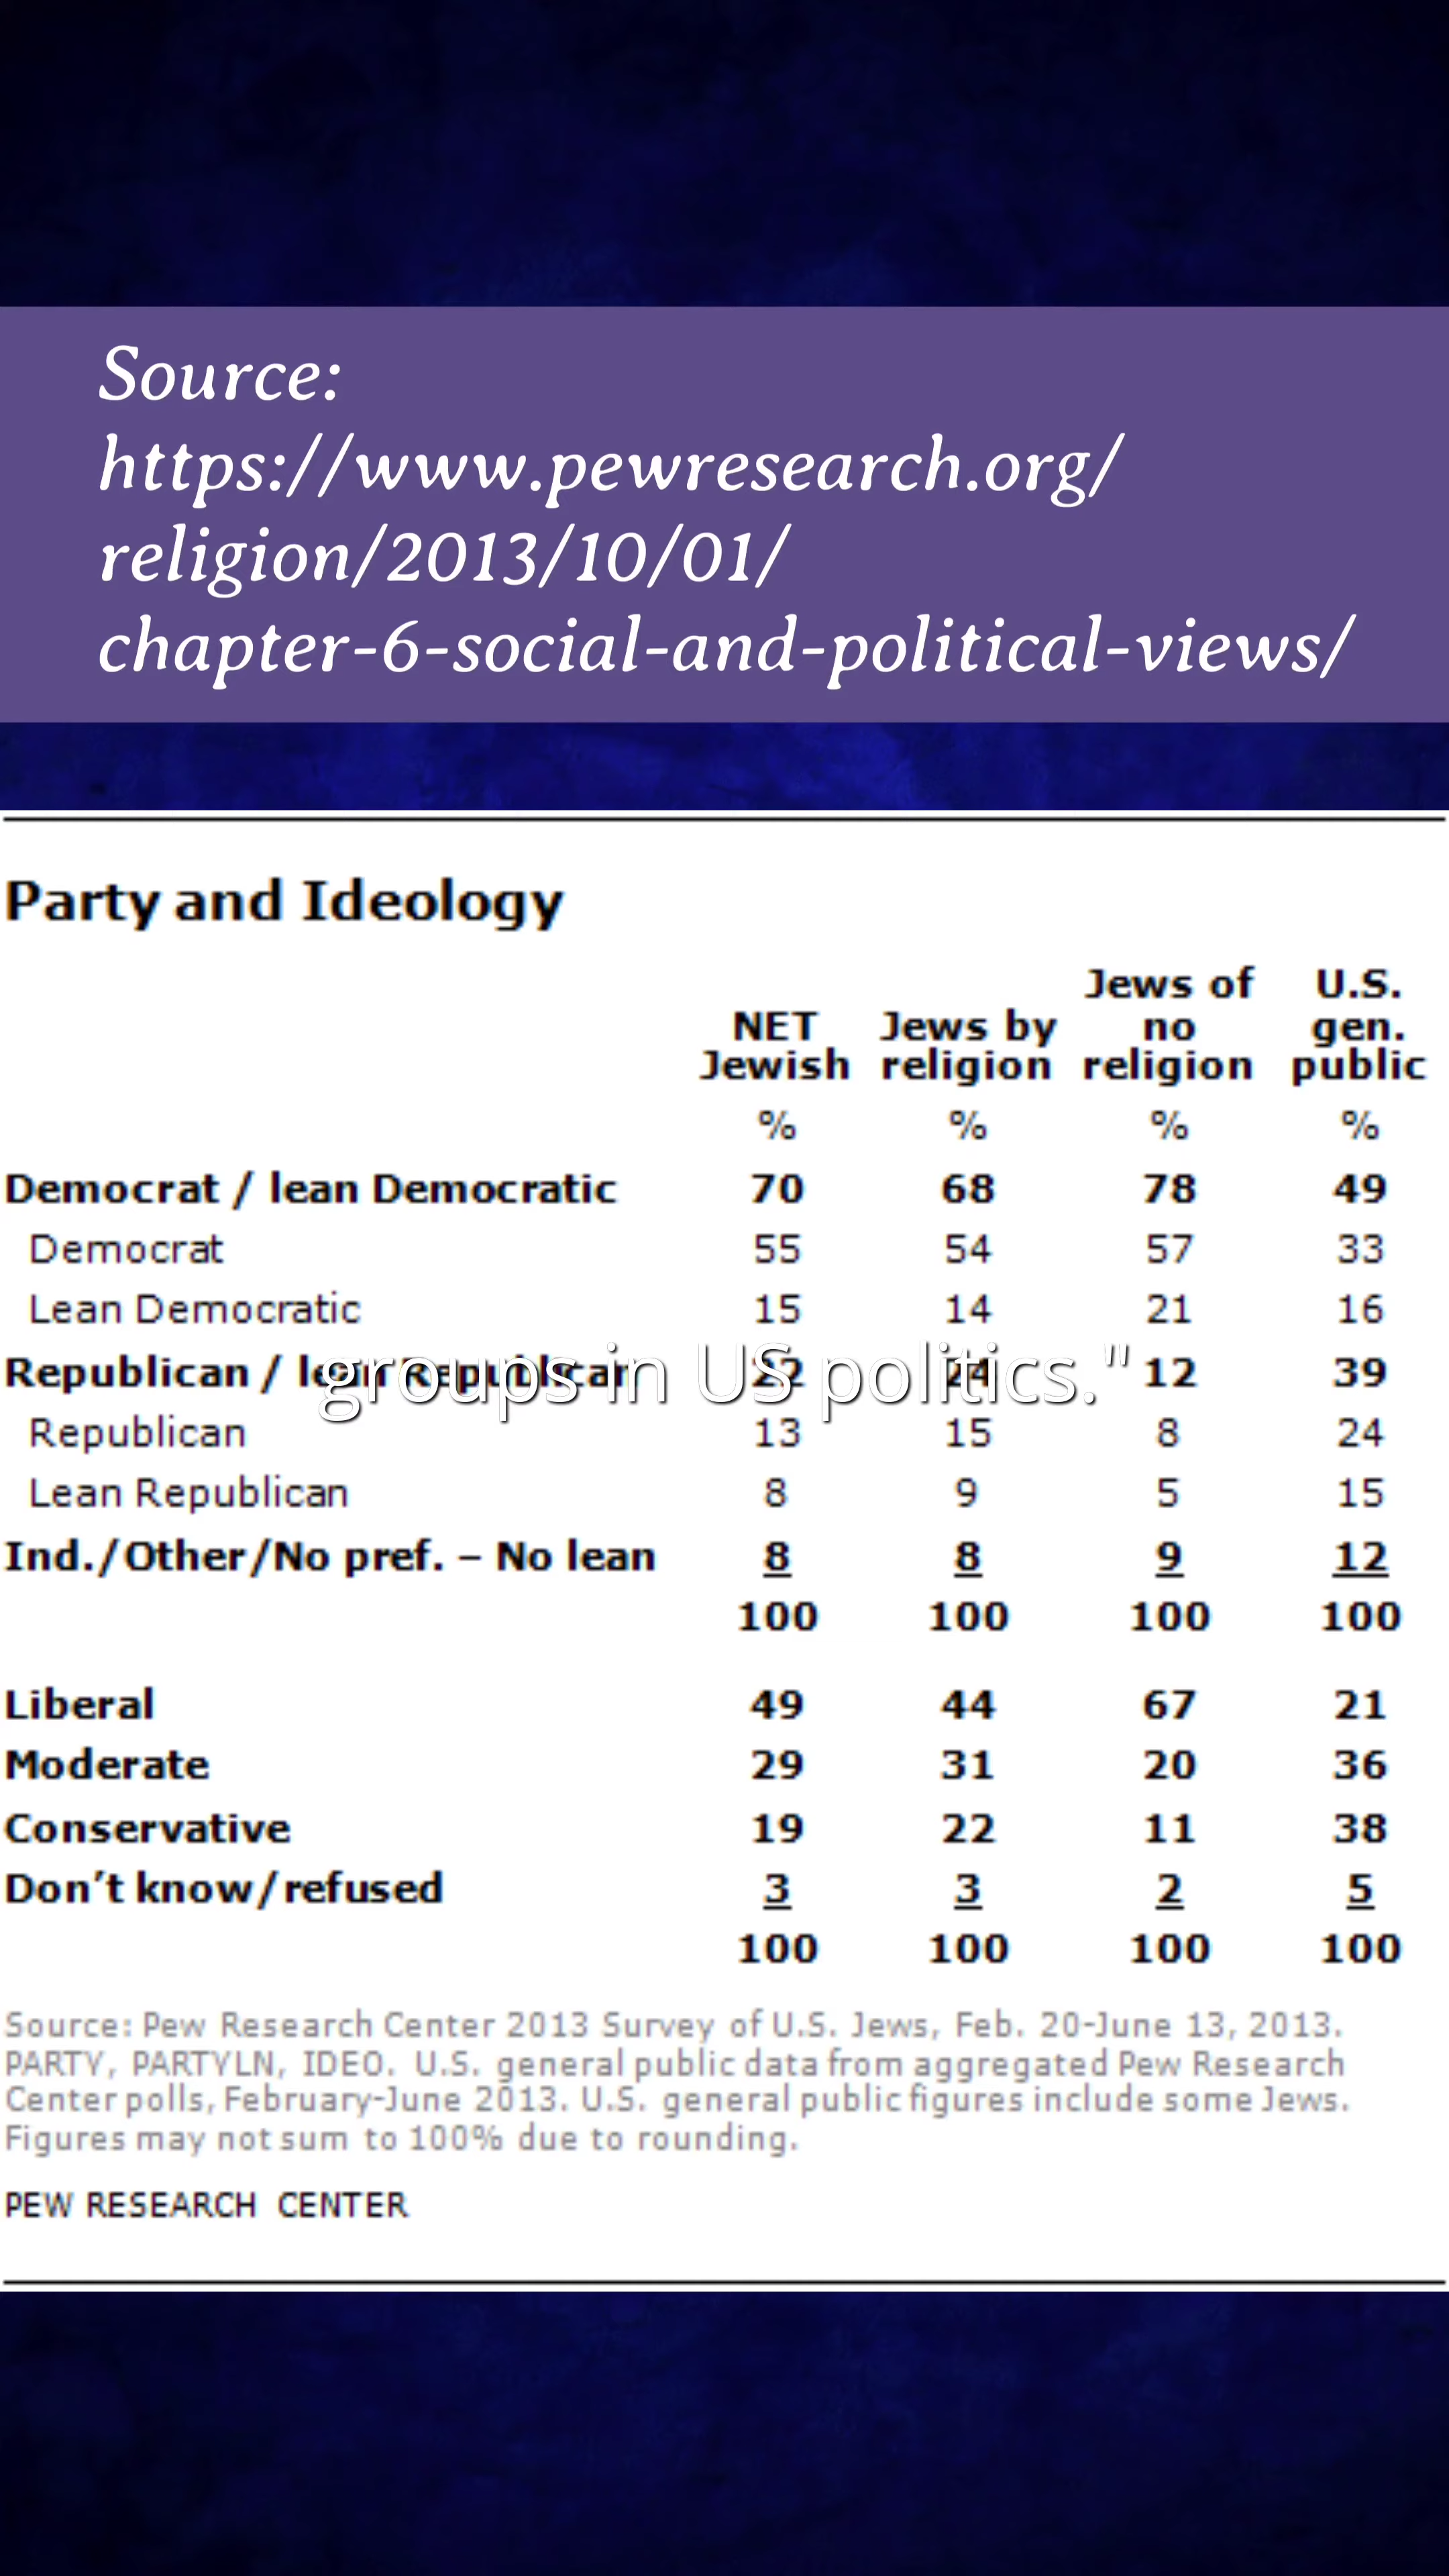 Source:
https://www.pewresearch.org/
religion/2013/10/01/
chapter-6-social-and-political-views/
Party and Ideology
NET Jewish Jews by religion Jews of no religion U.S. gen. public
% % % %
Democrat / lean Democratic 70 68 78 49
Democrat 55 54 57 33
Lean Democratic 15 14 21 16
Republican / lean Republican 22 24 12 39
groups in US politics."
Republican 13 15 8 24
Lean Republican 8 9 5 15
Ind./Other/No pref. – No lean 8 8 9 12
100 100 100 100
Liberal 49 44 67 21
Moderate 29 31 20 36
Conservative 19 22 11 38
Don't know/refused 3 3 2 5
100 100 100 100
Source: Pew Research Center 2013 Survey of U.S. Jews, Feb. 20-June 13, 2013.
PARTY, PARTYLN, IDEO. U.S. general public data from aggregated Pew Research
Center polls, February-June 2013. U.S. general public figures include some Jews.
Figures may not sum to 100% due to rounding.
PEW RESEARCH CENTER